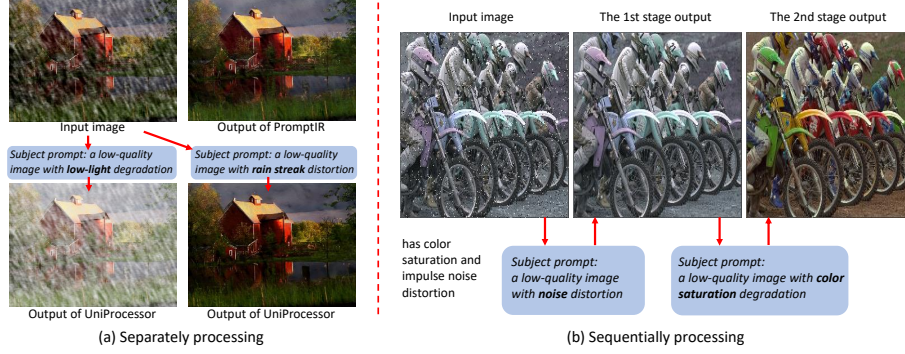 Input image
Output of PromptIR
Subject prompt: a low-quality
image with low-light degradation
Subject prompt: a low-quality
image with rain streak distortion
Output of UniProcessor
Output of UniProcessor
(a) Separately processing
Input image
The 1st stage output
The 2nd stage output
has color
saturation and
impulse noise
distortion
Subject prompt:
a low-quality image
with noise distortion
Subject prompt:
a low-quality image with color
saturation degradation
(b) Sequentially processing